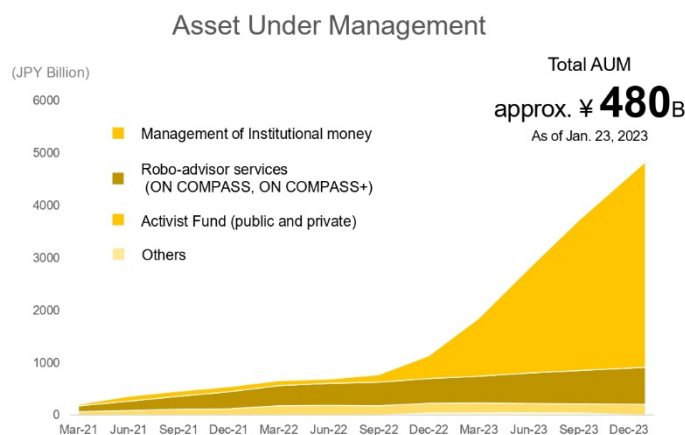 Asset Under Management
(JPY Billion)
Total AUM
approx. ¥ 480B
As of Jan. 23, 2023
6000
5000
4000
3000
2000
1000
0
Management of Institutional money
Robo-advisor services
(ON COMPASS, ON COMPASS+)
Activist Fund (public and private)
Others
Mar-21 Jun-21 Sep-21 Dec-21 Mar-22 Jun-22 Sep-22 Dec-22 Mar-23 Jun-23 Sep-23 Dec-23